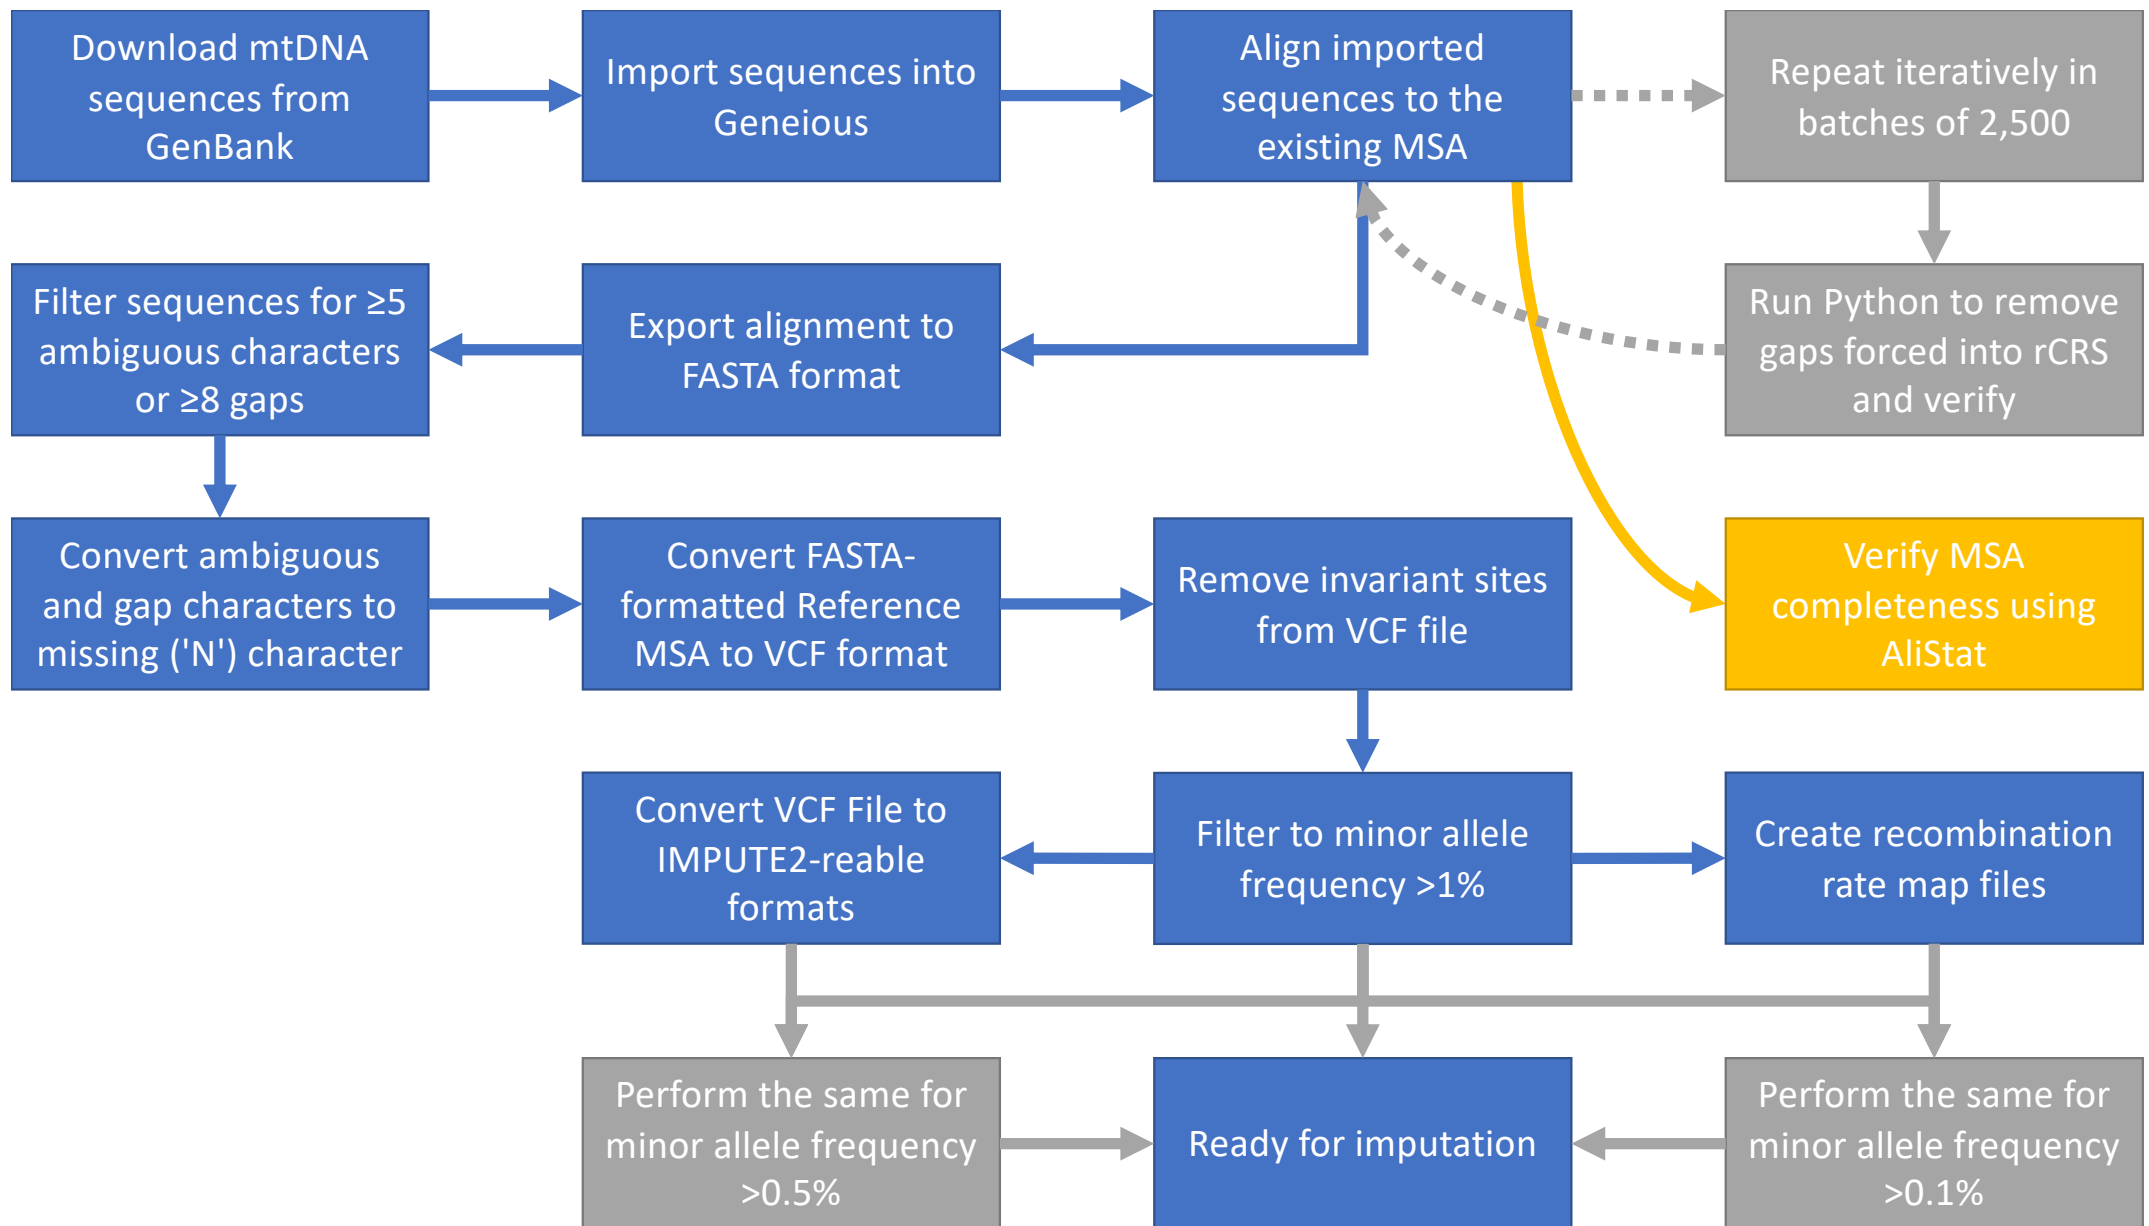 Download mtDNA
sequences from
GenBank
Import sequences into
Geneious
Align imported
sequences to the
existing MSA
Repeat iteratively in
batches of 2,500
Filter sequences for ≥5
ambiguous characters
or ≥8 gaps
Export alignment to
FASTA format
Run Python to remove
gaps forced into rCRS
and verify
Convert ambiguous
and gap characters to
missing ('N') character
Convert FASTA-
formatted Reference
MSA to VCF format
Remove invariant sites
from VCF file
Verify MSA
completeness using
AliStat
Convert VCF File to
IMPUTE2-reable
formats
Filter to minor allele
frequency >1%
Create recombination
rate map files
Perform the same for
minor allele frequency
>0.5%
Ready for imputation
Perform the same for
minor allele frequency
>0.1%